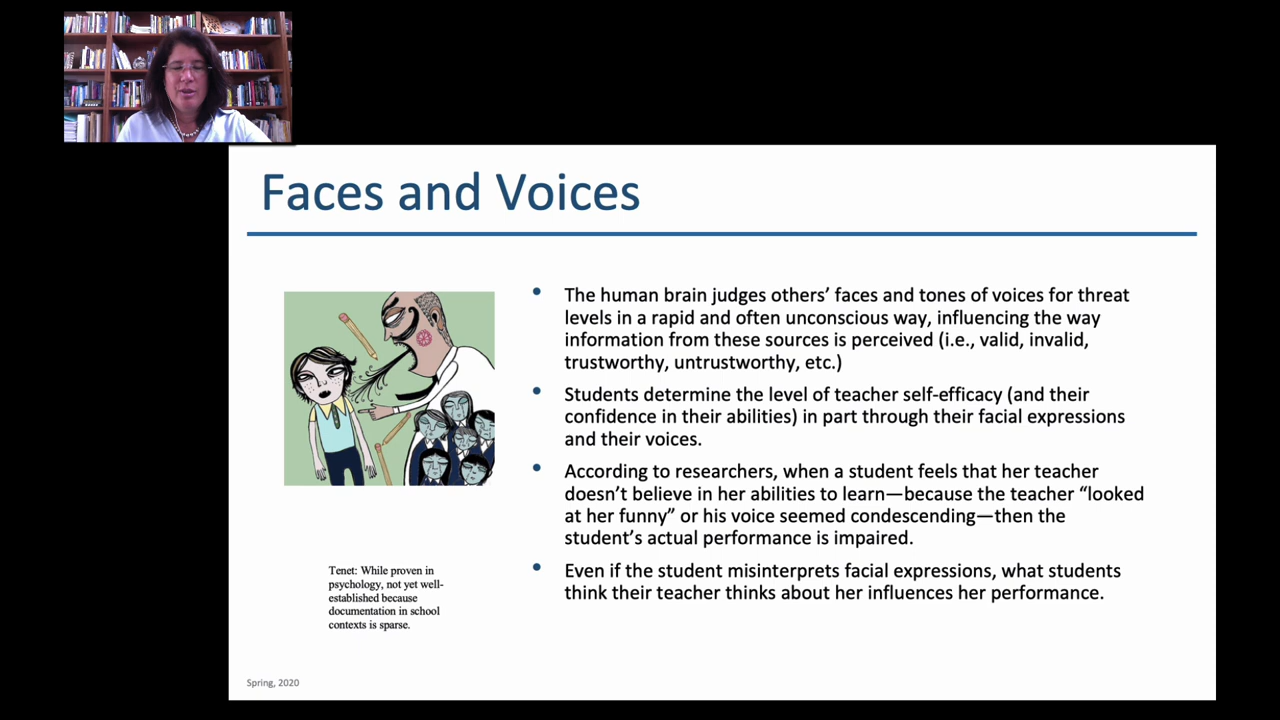 Faces and Voices
The human brain judges others’ faces and tones of voices for threat
levels in a rapid and often unconscious way, influencing the way
information from these sources is perceived (i.e., valid, invalid,
trustworthy, untrustworthy, etc.)
Students determine the level of teacher self-efficacy (and their
confidence in their abilities) in part through their facial expressions
and their voices.
According to researchers, when a student feels that her teacher
doesn’t believe in her abilities to learn—because the teacher “looked
at her funny” or his voice seemed condescending—then the
student’s actual performance is impaired.
Even if the student misinterprets facial expressions, what students
think their teacher thinks about her influences her performance.
Tenet: While proven in
psychology, not yet well-
established because
documentation in school
contexts is sparse.
Spring, 2020